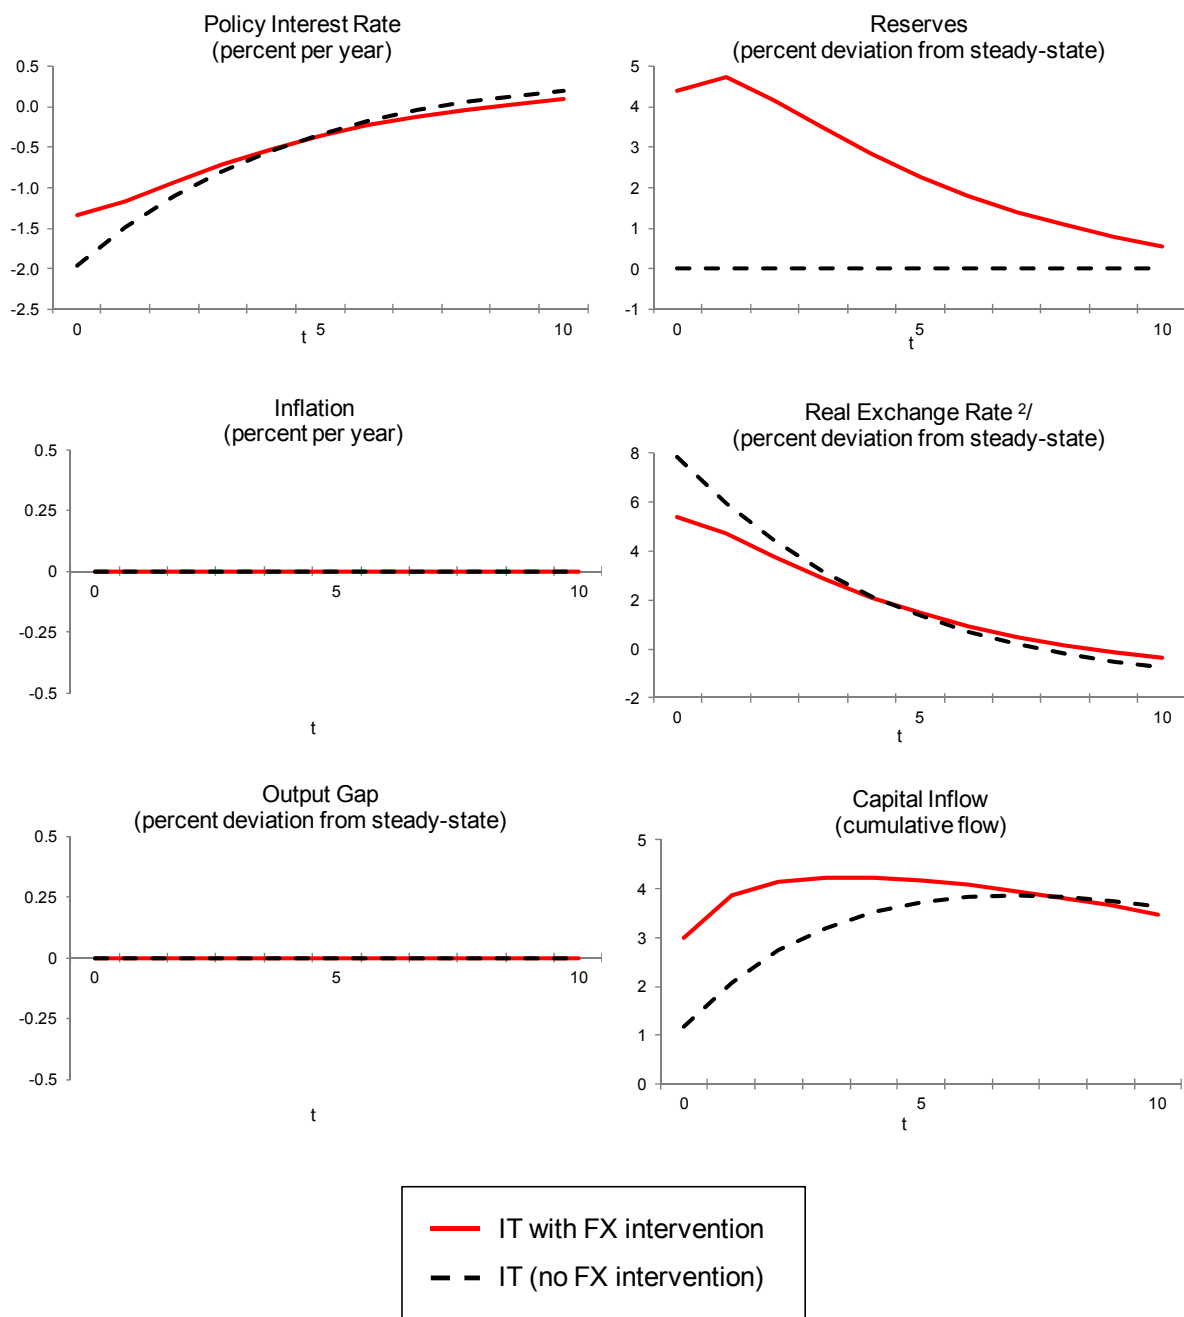 Policy Interest Rate
(percent per year)
0.5
0.0
-0.5
-1.0
-1.5
-2.0
-2.5
0
5
10
t
Reserves
(percent deviation from steady-state)
5
4
3
2
1
0
-1
0
5
10
t
Inflation
(percent per year)
0.5
0.25
0
-0.25
-0.5
0
5
10
t
Real Exchange Rate 2/
(percent deviation from steady-state)
8
6
4
2
0
-2
0
5
10
t
Output Gap
(percent deviation from steady-state)
0.5
0.25
0
-0.25
-0.5
0
5
10
t
Capital Inflow
(cumulative flow)
5
4
3
2
1
0
0
5
10
t
IT with FX intervention
IT (no FX intervention)